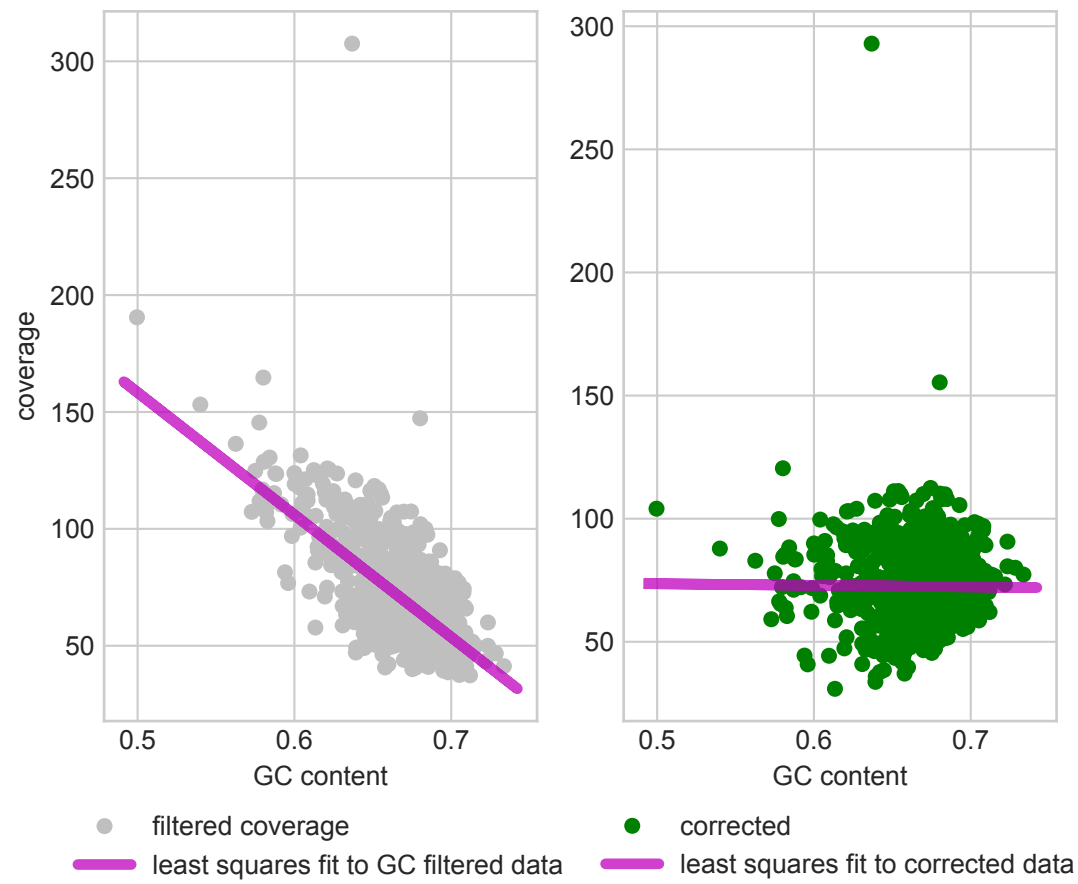 300
250
200
150
100
50
coverage
0.5
0.6
0.7
GC content
300
250
200
150
100
50
0.5
0.6
0.7
GC content
filtered coverage
least squares fit to GC filtered data
corrected
least squares fit to corrected data